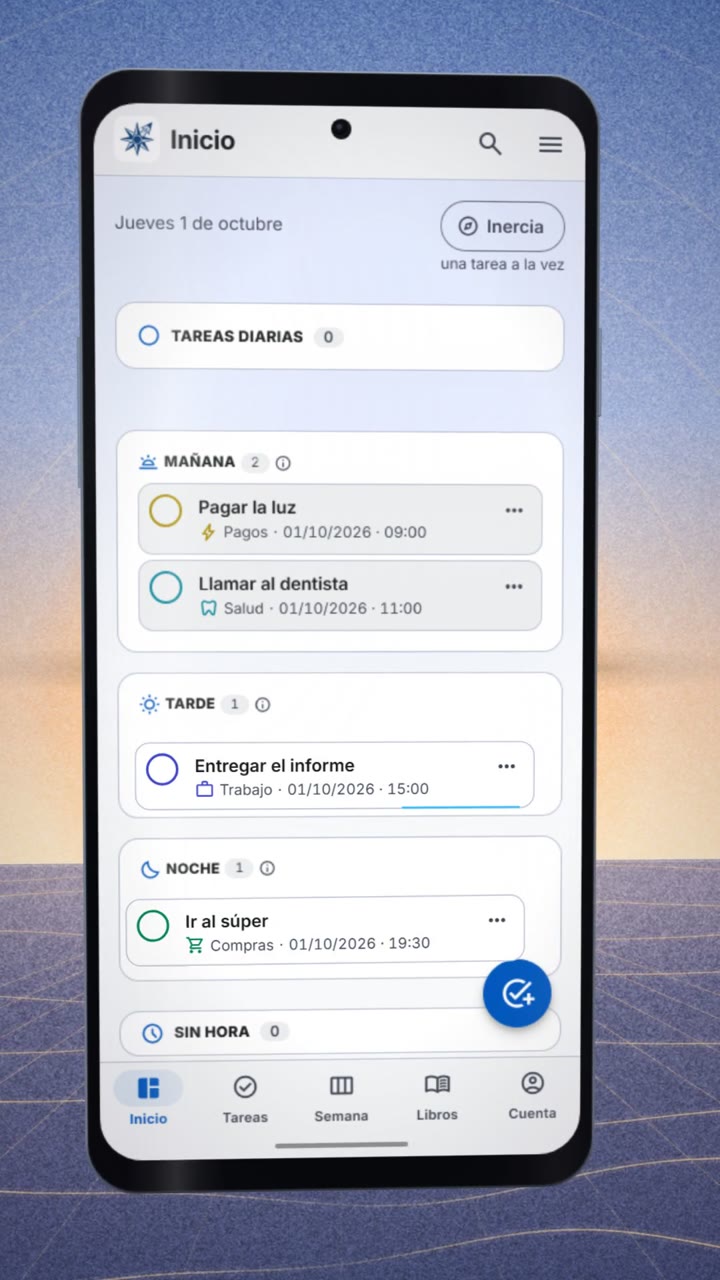 Inicio
Jueves 1 de octubre
Inercia
una tarea a la vez
TAREAS DIARIAS 0
MAÑANA 2
Pagar la luz
Pagos · 01/10/2026 · 09:00
Llamar al dentista
Salud · 01/10/2026 · 11:00
TARDE 1
Entregar el informe
Trabajo · 01/10/2026 · 15:00
NOCHE 1
Ir al súper
Compras · 01/10/2026 · 19:30
SIN HORA 0
Inicio
Tareas
Semana
Libros
Cuenta